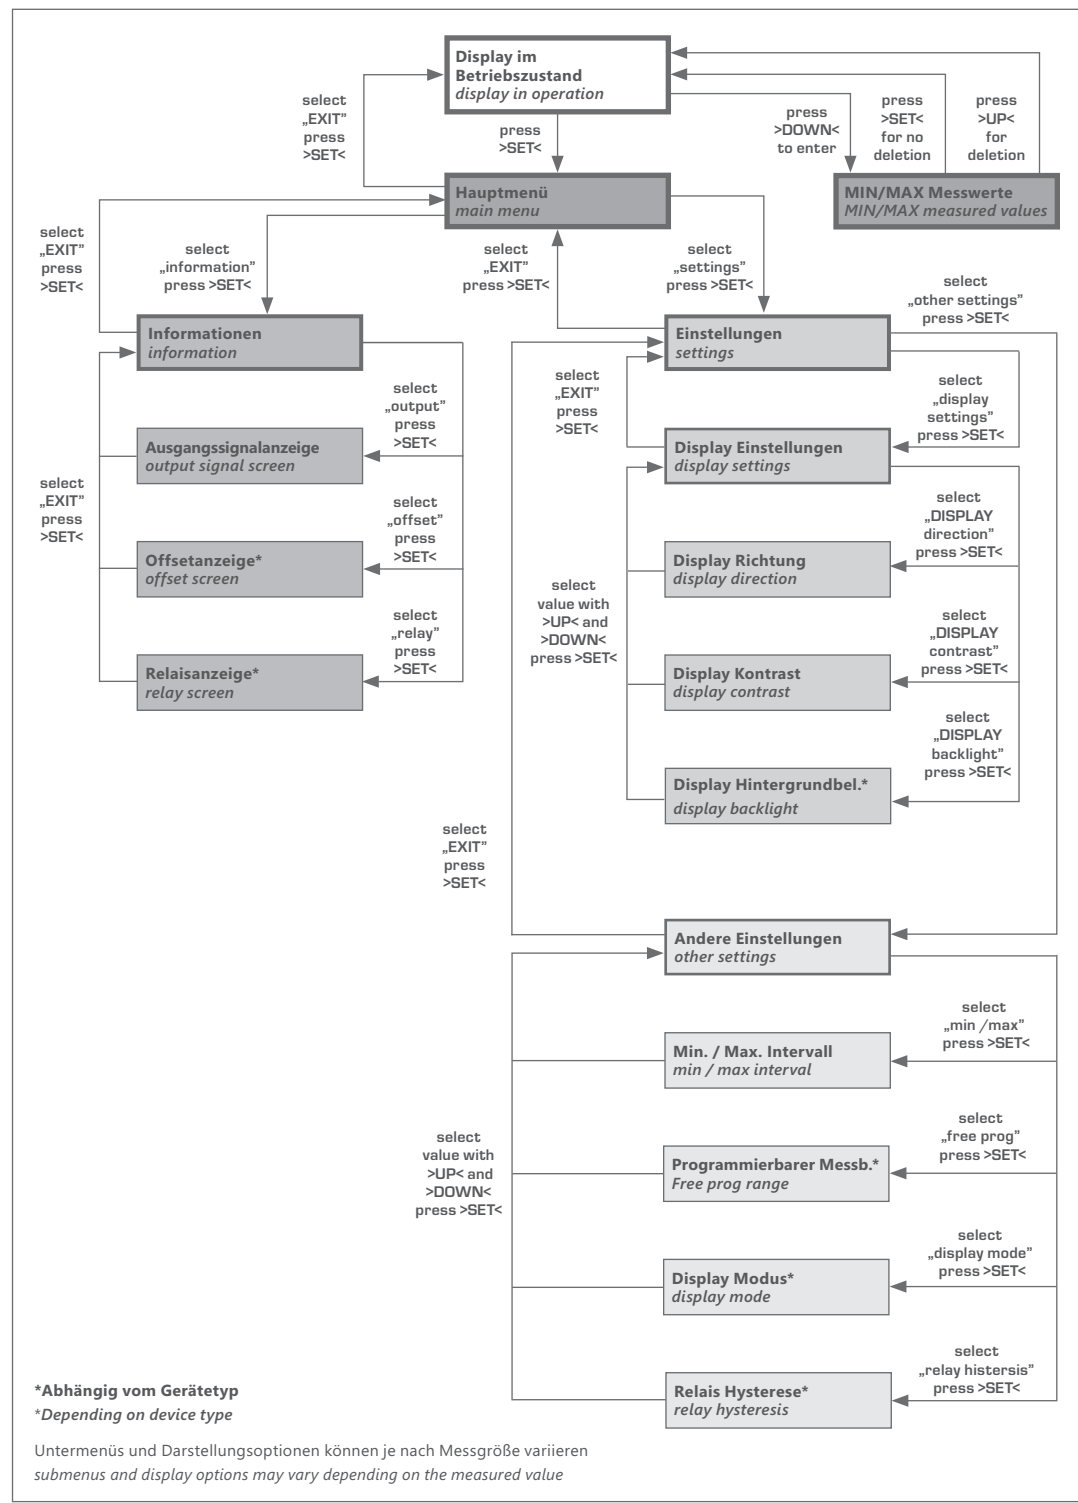 Display im
Betriebszustand
display in operation
select
„EXIT”
press
>SET<
press
>SET<
press
>DOWN<
to enter
press
>SET<
for no
deletion
press
>UP<
for
deletion
Hauptmenü
main menu
MIN/MAX Messwerte
MIN/MAX measured values
select
„EXIT”
press
>SET<
select
„information”
press >SET<
select
„EXIT”
press >SET<
select
„settings”
press >SET<
select
„other settings”
press >SET<
Informationen
information
Einstellungen
settings
select
„output”
press
>SET<
select
„EXIT”
press
>SET<
select
„display
settings”
press >SET<
Ausgangssignalanzeige
output signal screen
Display Einstellungen
display settings
select
„EXIT”
press
>SET<
select
„offset”
press
>SET<
select
„DISPLAY
direction”
press >SET<
Offsetanzeige*
offset screen
Display Richtung
display direction
select
value with
>UP< and
>DOWN<
press >SET<
select
„relay”
press
>SET<
select
„DISPLAY
contrast”
press >SET<
Relaisanzeige*
relay screen
Display Kontrast
display contrast
select
„DISPLAY
backlight”
press >SET<
Display Hintergrundbel.*
display backlight
select
„EXIT”
press
>SET<
Andere Einstellungen
other settings
select
„min /max”
press >SET<
Min. / Max. Intervall
min / max interval
select
„free prog”
press >SET<
select
value with
>UP< and
>DOWN<
press >SET<
Programmierbarer Messb.*
Free prog range
select
„display mode”
press >SET<
Display Modus*
display mode
select
„relay histersis”
press >SET<
Relais Hysterese*
relay hysteresis
*Abhängig vom Gerätetyp
*Depending on device type
Untermenüs und Darstellungsoptionen können je nach Messgröße variieren
submenus and display options may vary depending on the measured value